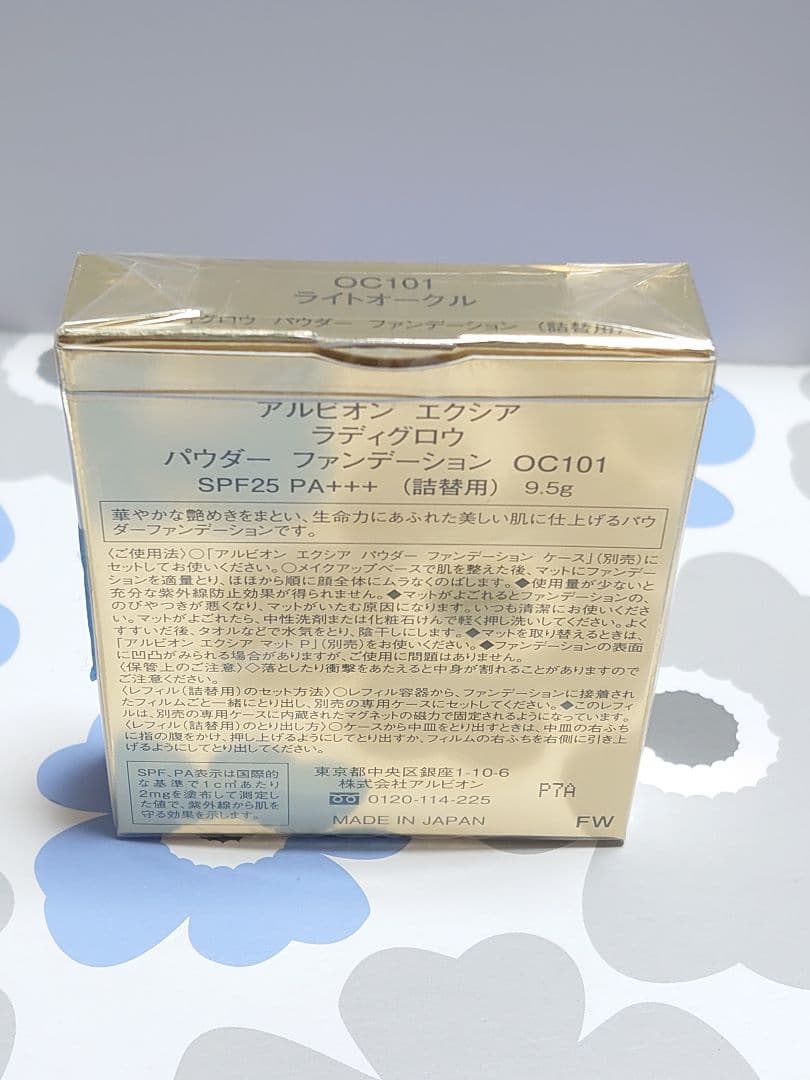 OC101
ライトオークル
イグロウ パウダー ファンデーション (詰替用)
アルビオン エクシア
ラディグロウ
パウダー ファンデーション OC101
SPF25 PA+++ (詰替用) 9.5g
華やかな艶めきをまとい、生命力にあふれた美しい肌に仕上げるパウ
ダーファンデーションです。
〈ご使用法〉○「アルビオン エクシア パウダー ファンデーション ケース」(別売)に
セットしてお使いください。○メイクアップベースで肌を整えた後、マットにファンデー
ションを適量とり、ほほから順に顔全体にムラなくのばします。◆使用量が少ないと
充分な紫外線防止効果が得られません。◆マットがよごれるとファンデーションの、
のびやつきが悪くなり、マットがいたむ原因になります。いつも清潔にお使いくださ
い。マットがよごれたら、中性洗剤または化粧石けんで軽く押し洗いしてください。よく
すすいだ後、タオルなどで水気をとり、陰干しにします。◆マットを取り替えるときは、
「アルビオン エクシア マット P」(別売)をお使いください。◆ファンデーションの表面
に凹凸がみられる場合がありますが、ご使用に問題はありません。
〈保管上のご注意〉◇落としたり衝撃をあたえると中身が割れることがありますので
ご注意ください。
〈レフィル(詰替用)のセット方法〉○レフィル容器から、ファンデーションに接着され
たフィルムごと一緒にとり出し、別売の専用ケースにセットしてください。◆このレフィ
ルは、別売の専用ケースに内蔵されたマグネットの磁力で固定されるようになっています。
〈レフィル(詰替用)のとり出し方〉○ケースから中皿をとり出すときは、中皿の右ふち
に指の腹をかけ、押し上げるようにしてとり出すか、フィルムの右ふちを右側に引き上
げるようにしてとり出してください。
SPF、PA表示は国際的
な基準で1c㎡あたり
2mgを塗布して測定し
た値で、紫外線から肌を
守る効果を示します。
東京都中央区銀座1-10-6
株式会社アルビオン
0120-114-225
MADE IN JAPAN
P7A
FW